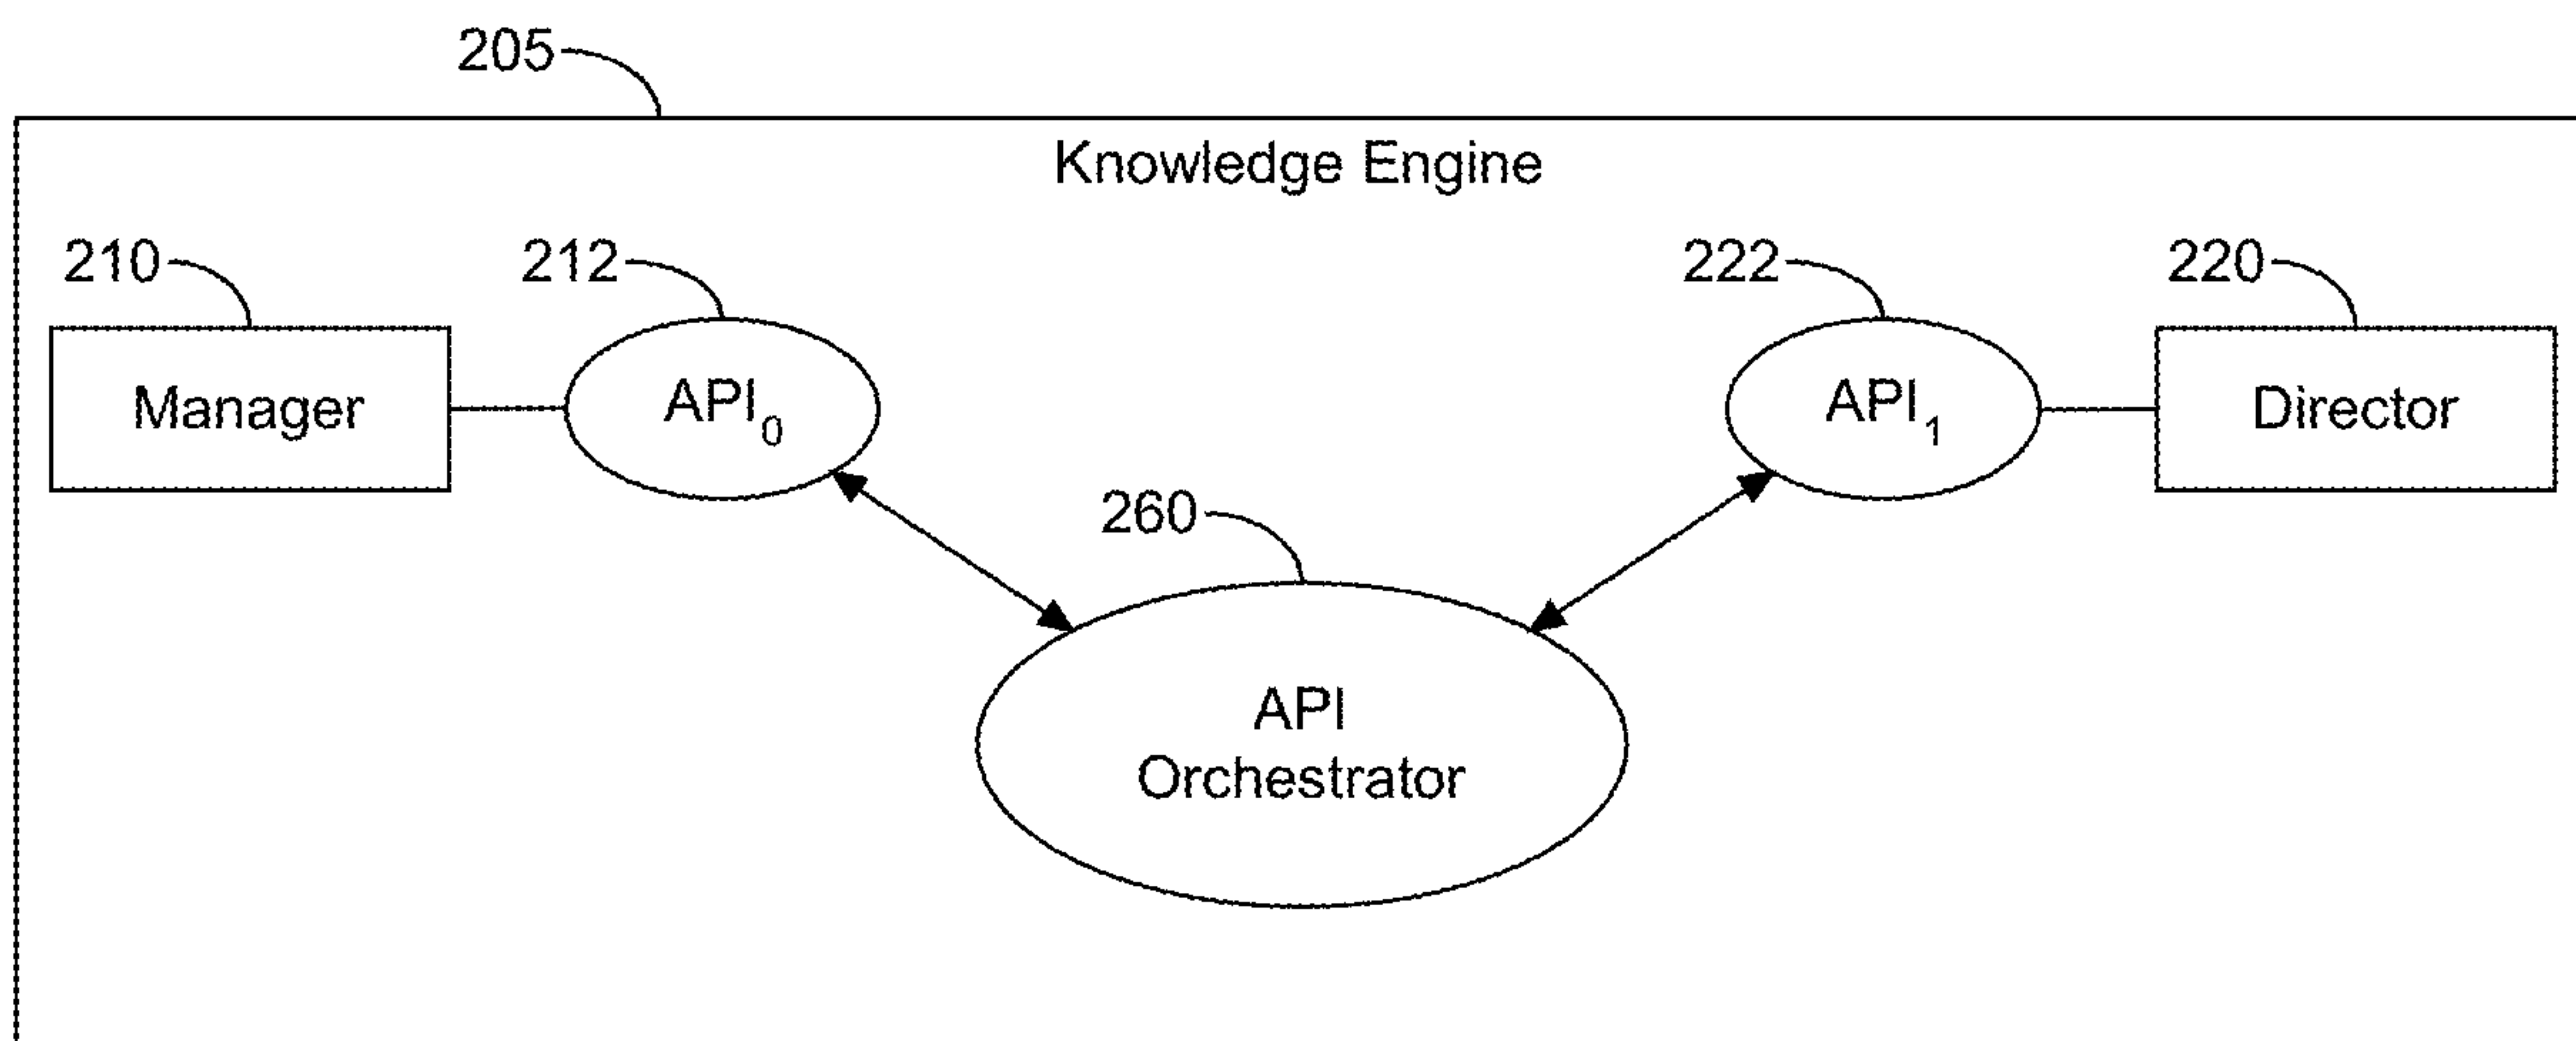 205
Knowledge Engine
210
212
222
220
Manager
API₀
API₁
Director
260
API
Orchestrator